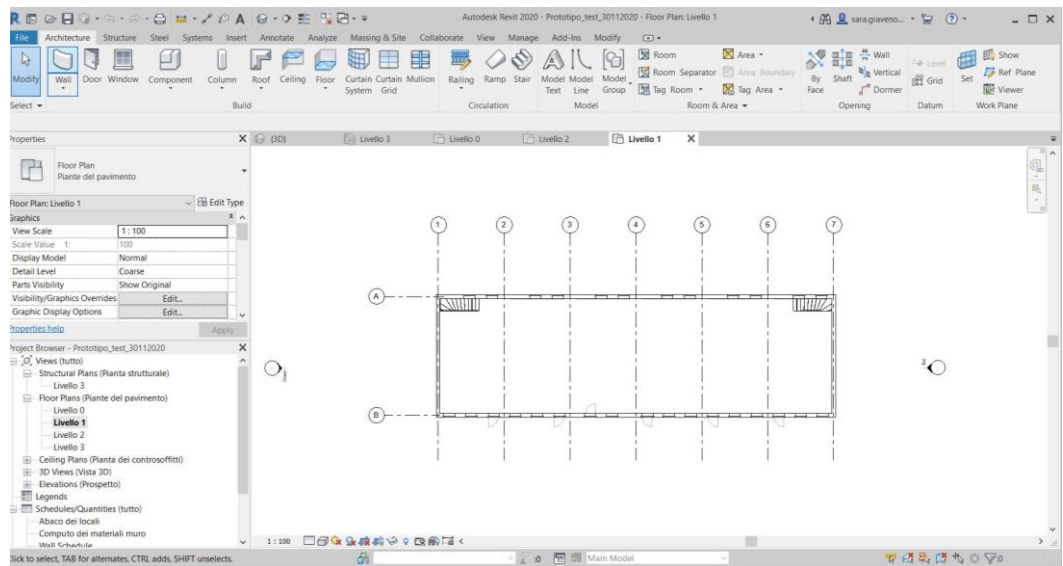 Autodesk Revit 2020 - Prototipo_test_30112020 - Floor Plan: Livello 1
sara.giaveno...
File Architecture Structure Steel Systems Insert Annotate Analyze Massing & Site Collaborate View Manage Add-Ins Modify
Modify Wall Door Window Component Column Roof Ceiling Floor Curtain System Curtain Grid Mullion Railing Ramp Stair Model Text Model Line Model Group
Room Area
Room Separator Area Boundary
Tag Room Tag Area
By Face Shaft Wall Vertical Dormer
Level
Grid
Set Show
Ref Plane
Viewer
Select Build Circulation Model Room & Area Opening Datum Work Plane
Properties
(3D) Livello 3 Livello 0 Livello 2 Livello 1
Floor Plan
Piante del pavimento
Floor Plan: Livello 1 Edit Type
Graphics
View Scale 1 : 100
Scale Value 1: 100
Display Model Normal
Detail Level Coarse
Parts Visibility Show Original
Visibility/Graphics Overrides Edit...
Graphic Display Options Edit...
Properties help Apply
Project Browser - Prototipo_test_30112020
Views (tutto)
Structural Plans (Pianta strutturale)
Livello 3
Floor Plans (Piante del pavimento)
Livello 0
Livello 1
Livello 2
Livello 3
Ceiling Plans (Pianta dei controsoffitti)
3D Views (Vista 3D)
Elevations (Prospetto)
Legends
Schedules/Quantities (tutto)
Abaco dei locali
Computo dei materiali muro
Wall Schedule
1 2 3 4 5 6 7
A
B
1 : 100
Click to select, TAB for alternates, CTRL adds, SHIFT unselects.
:0 Main Model
:0